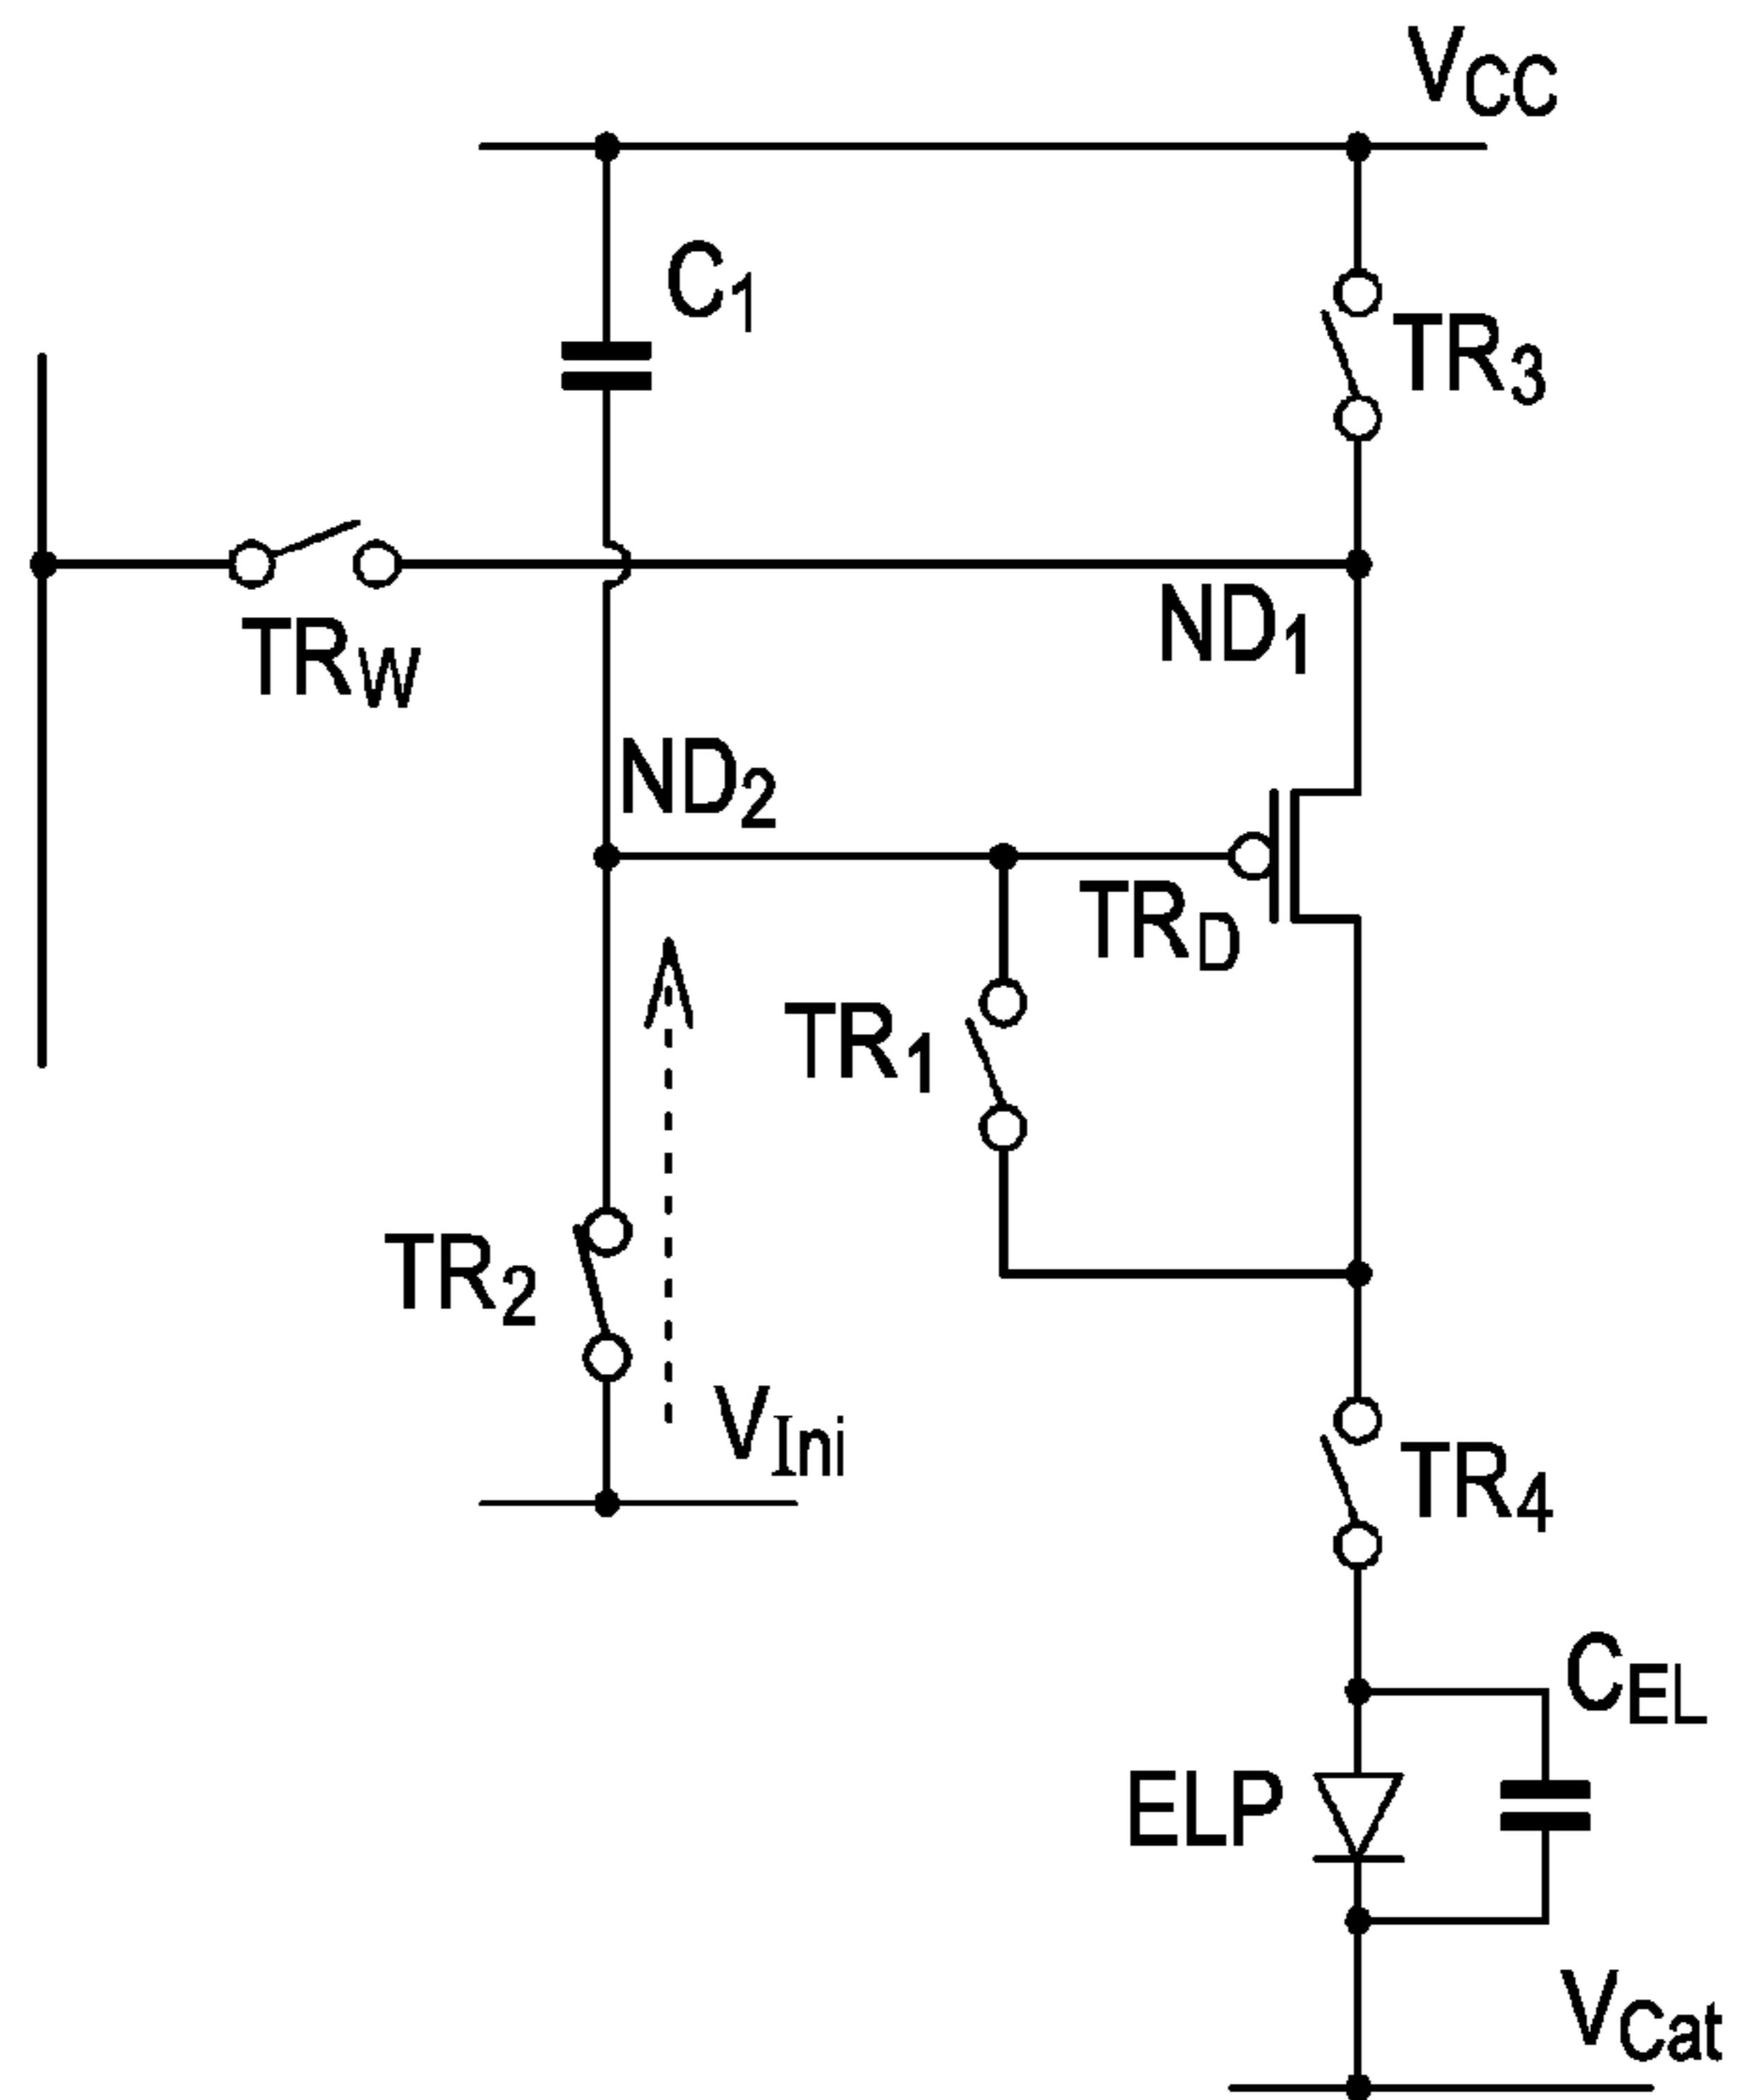 VCC
C1
TR3
TRW
ND1
ND2
TRD
TR1
TR2
VIni
TR4
CEL
ELP
VCat